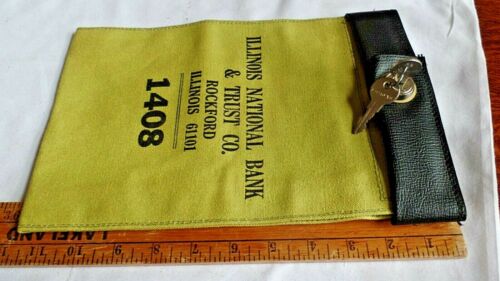 ILLINOIS NATIONAL BANK
& TRUST CO.
ROCKFORD
ILLINOIS 61101
1408
LAKELAND
1 2 3 4 5 6 7 8 9 10